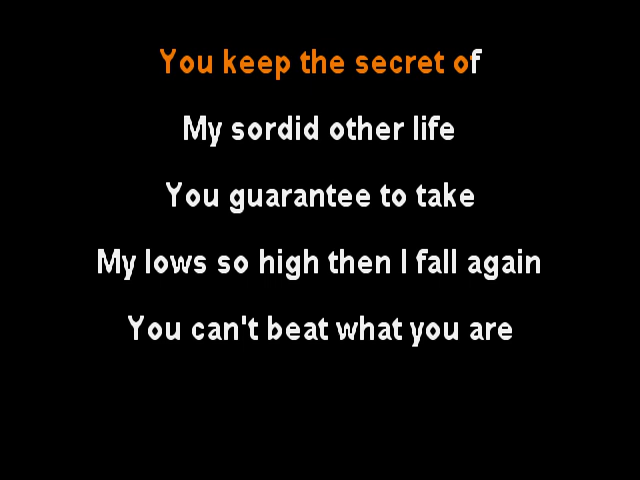 You keep the secret of
My sordid other life
You guarantee to take
My lows so high then I fall again
You can't beat what you are